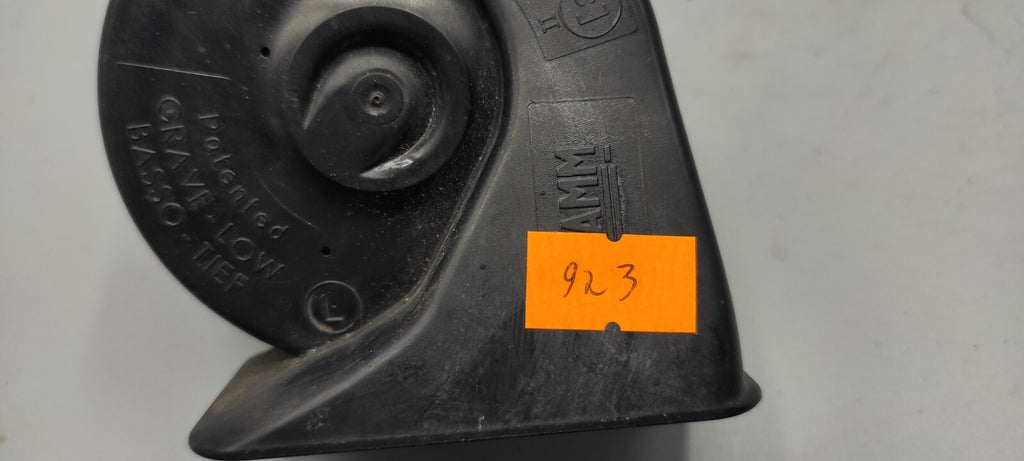 Patented
GRAVE-LOW
BASSO-TIEF
L
AMM
923